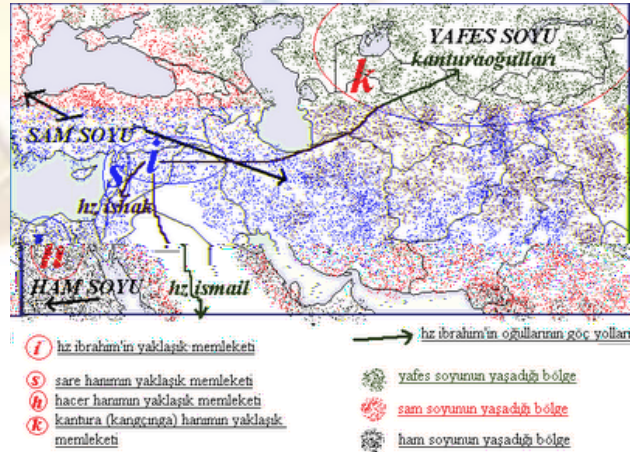 YAFES SOYU
kanturaoğulları
k
SAM SOYU
s
i
hz ishak
h
HAM SOYU
hz ismail
i hz ibrahim'in yaklaşık memleketi
s sare hanımın yaklaşık memleketi
h hacer hanımın yaklaşık memleketi
k kantura (kangçınga) hanımın yaklaşık
memleketi
hz ibrahim'in oğullarının göç yolları
yafes soyunun yaşadığı bölge
sam soyunun yaşadığı bölge
ham soyunun yaşadığı bölge